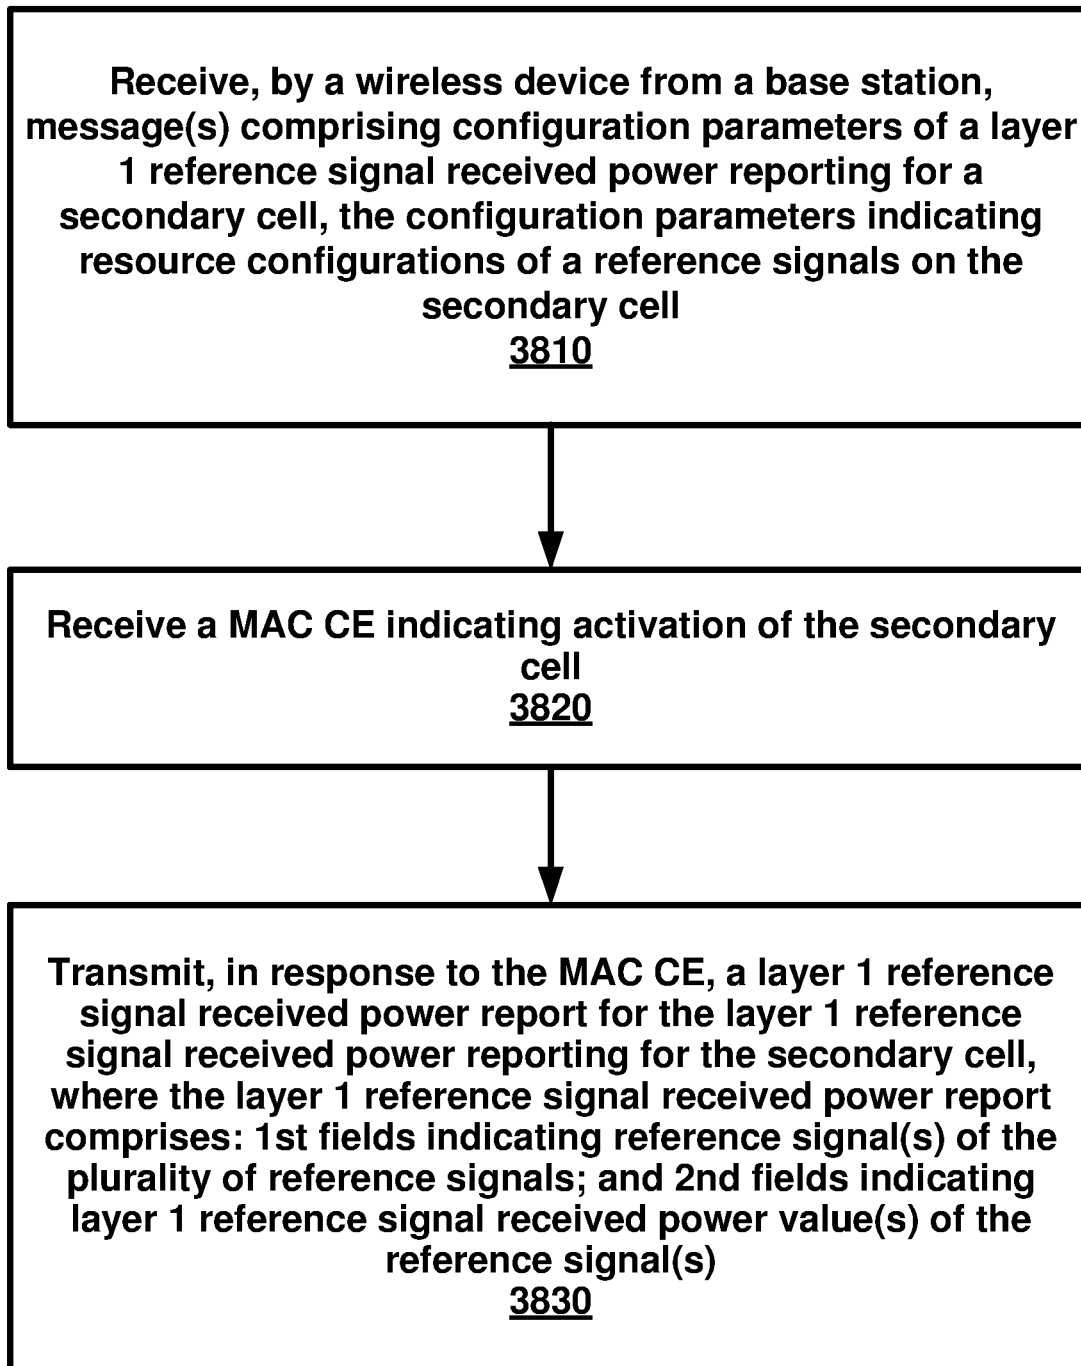 Receive, by a wireless device from a base station,
message(s) comprising configuration parameters of a layer
1 reference signal received power reporting for a
secondary cell, the configuration parameters indicating
resource configurations of a reference signals on the
secondary cell
3810
Receive a MAC CE indicating activation of the secondary
cell
3820
Transmit, in response to the MAC CE, a layer 1 reference
signal received power report for the layer 1 reference
signal received power reporting for the secondary cell,
where the layer 1 reference signal received power report
comprises: 1st fields indicating reference signal(s) of the
plurality of reference signals; and 2nd fields indicating
layer 1 reference signal received power value(s) of the
reference signal(s)
3830